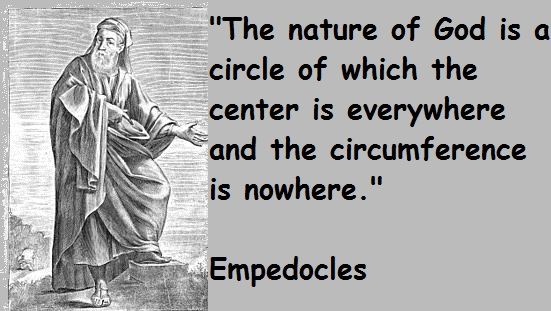 "The nature of God is a
circle of which the
center is everywhere
and the circumference
is nowhere."
Empedocles